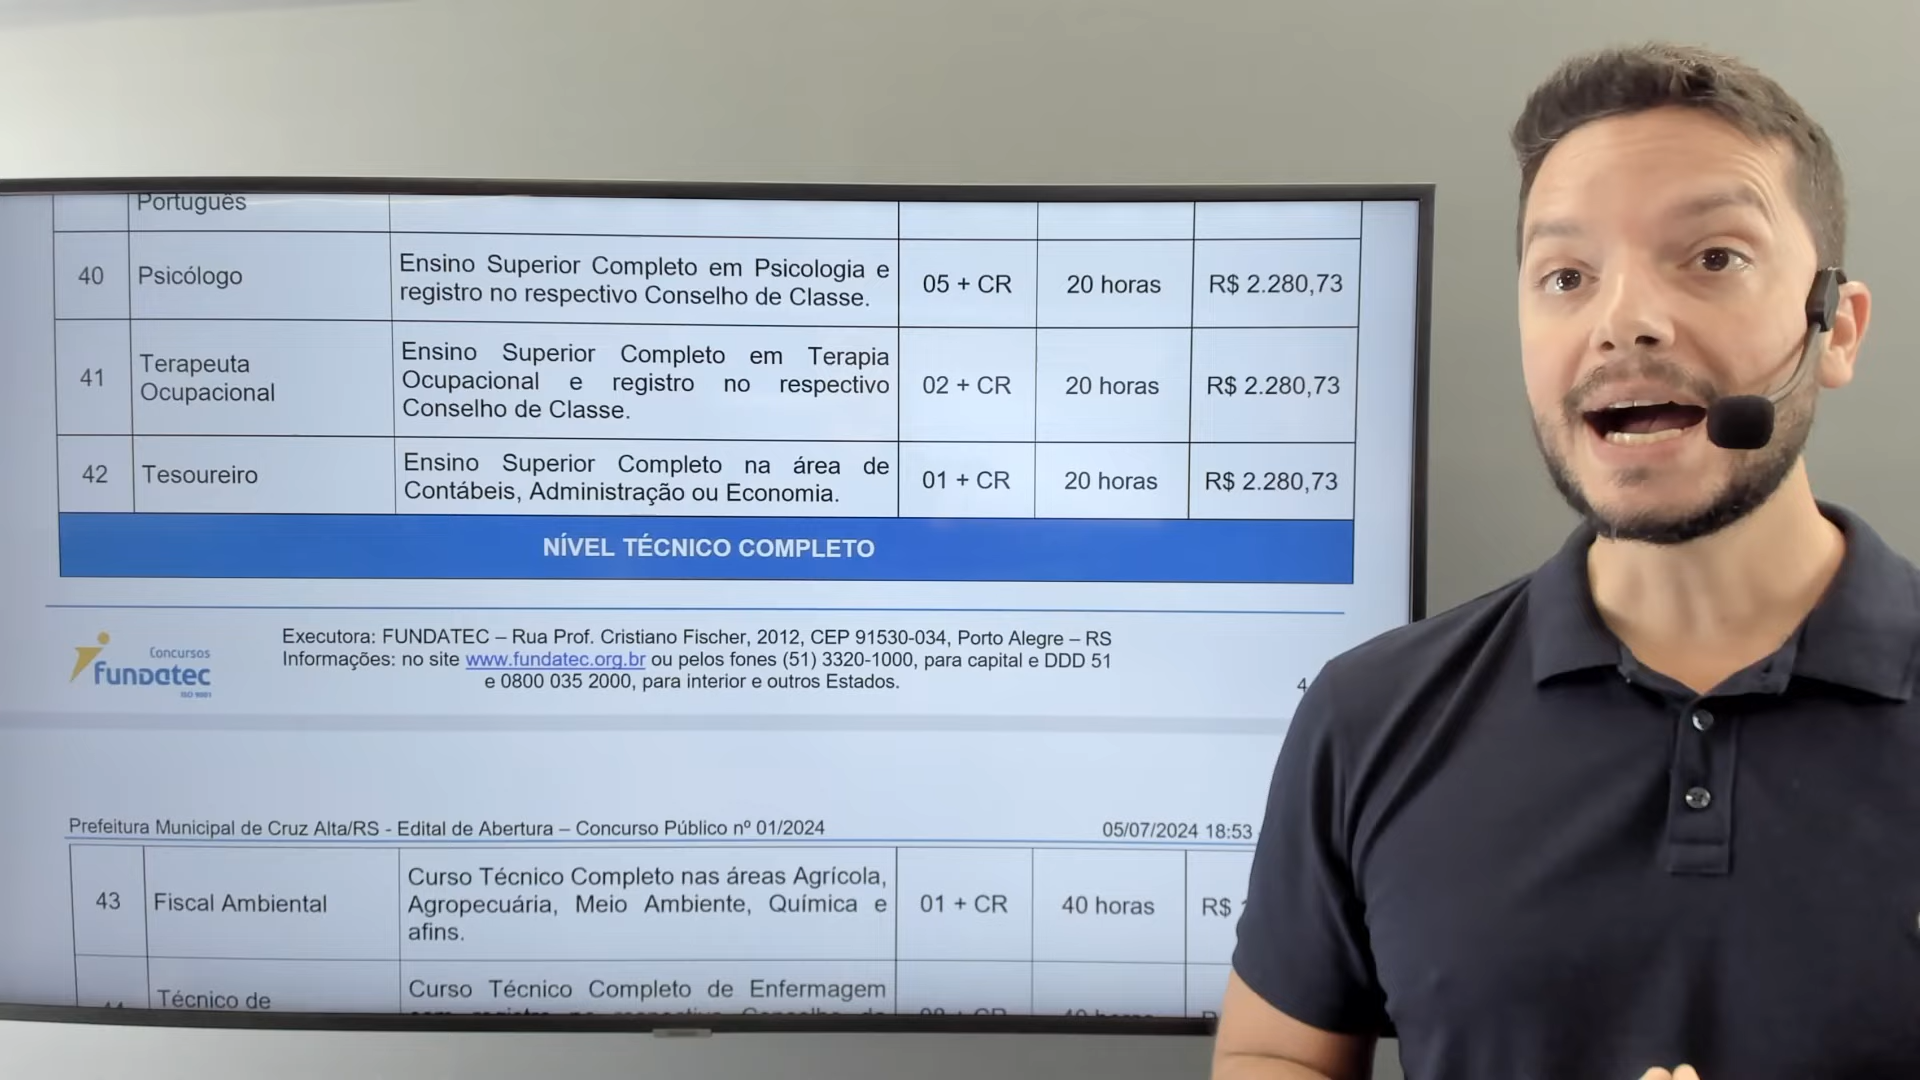 Português
40 Psicólogo Ensino Superior Completo em Psicologia e registro no respectivo Conselho de Classe. 05 + CR 20 horas R$ 2.280,73
41 Terapeuta Ocupacional Ensino Superior Completo em Terapia Ocupacional e registro no respectivo Conselho de Classe. 02 + CR 20 horas R$ 2.280,73
42 Tesoureiro Ensino Superior Completo na área de Contábeis, Administração ou Economia. 01 + CR 20 horas R$ 2.280,73
NÍVEL TÉCNICO COMPLETO
Concursos
Fundatec
ISO 9001
Executora: FUNDATEC – Rua Prof. Cristiano Fischer, 2012, CEP 91530-034, Porto Alegre – RS
Informações: no site www.fundatec.org.br ou pelos fones (51) 3320-1000, para capital e DDD 51
e 0800 035 2000, para interior e outros Estados.
4
Prefeitura Municipal de Cruz Alta/RS - Edital de Abertura – Concurso Público nº 01/2024 05/07/2024 18:53
43 Fiscal Ambiental Curso Técnico Completo nas áreas Agrícola, Agropecuária, Meio Ambiente, Química e afins. 01 + CR 40 horas R$
Técnico de Curso Técnico Completo de Enfermagem